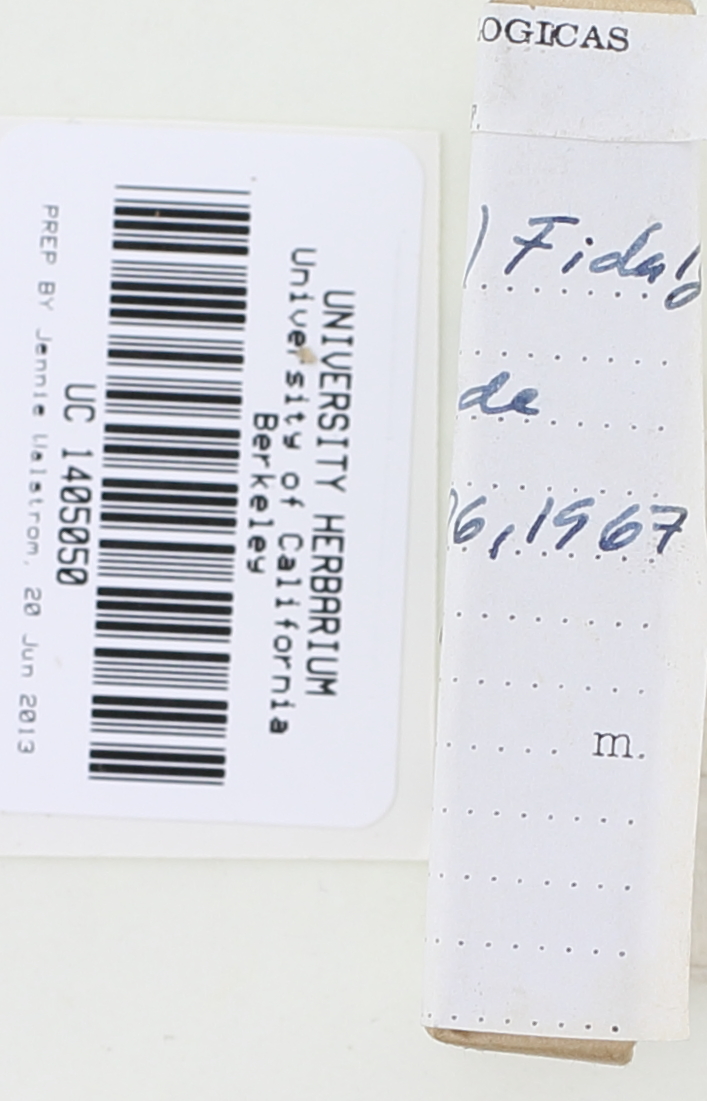 UNIVERSITY HERBARIUM
University of California
Berkeley
UC 1405050
PREP BY Jennie Walstrom, 20 Jun 2013
OGICAS
) Fidalg
de
6, 1967
m.